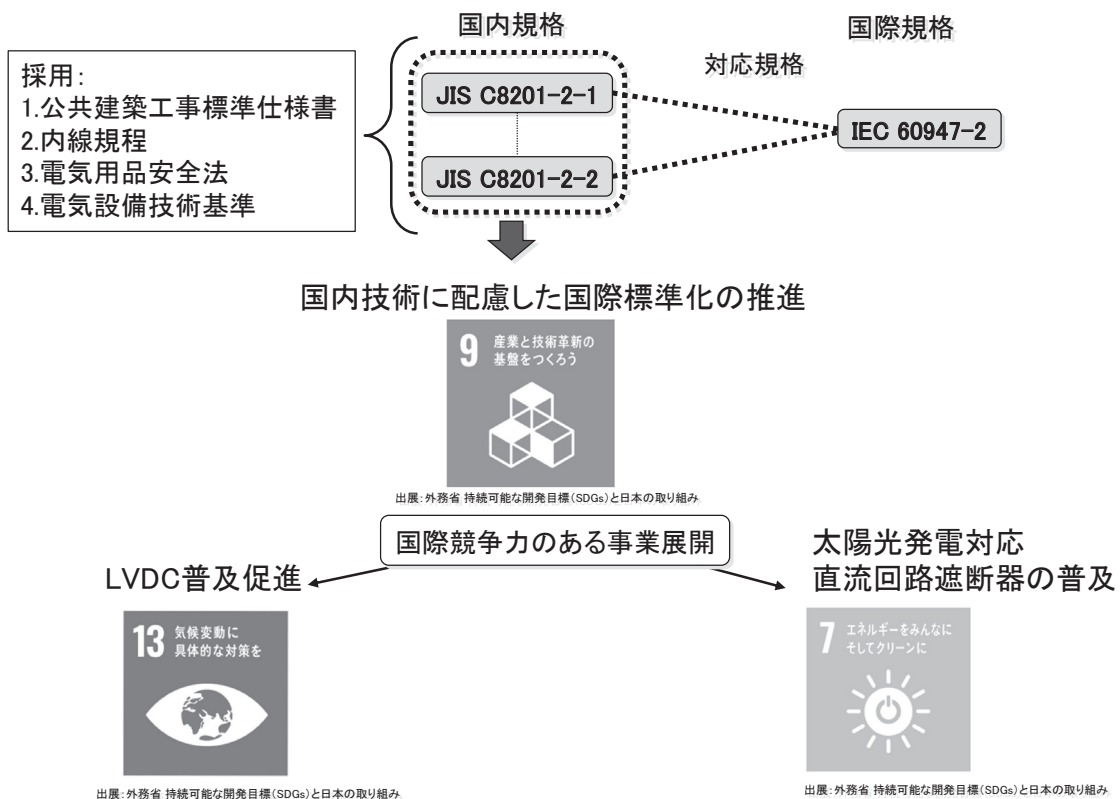 国内規格
国際規格
対応規格
採用:
1.公共建築工事標準仕様書
2.内線規程
3.電気用品安全法
4.電気設備技術基準
JIS C8201-2-1
JIS C8201-2-2
IEC 60947-2
国内技術に配慮した国際標準化の推進
9 産業と技術革新の
基盤をつくろう
出展:外務省 持続可能な開発目標(SDGs)と日本の取り組み
国際競争力のある事業展開
LVDC普及促進
太陽光発電対応
直流回路遮断器の普及
13 気候変動に
具体的な対策を
出展:外務省 持続可能な開発目標(SDGs)と日本の取り組み
7 エネルギーをみんなに
そしてクリーンに
出展:外務省 持続可能な開発目標(SDGs)と日本の取り組み